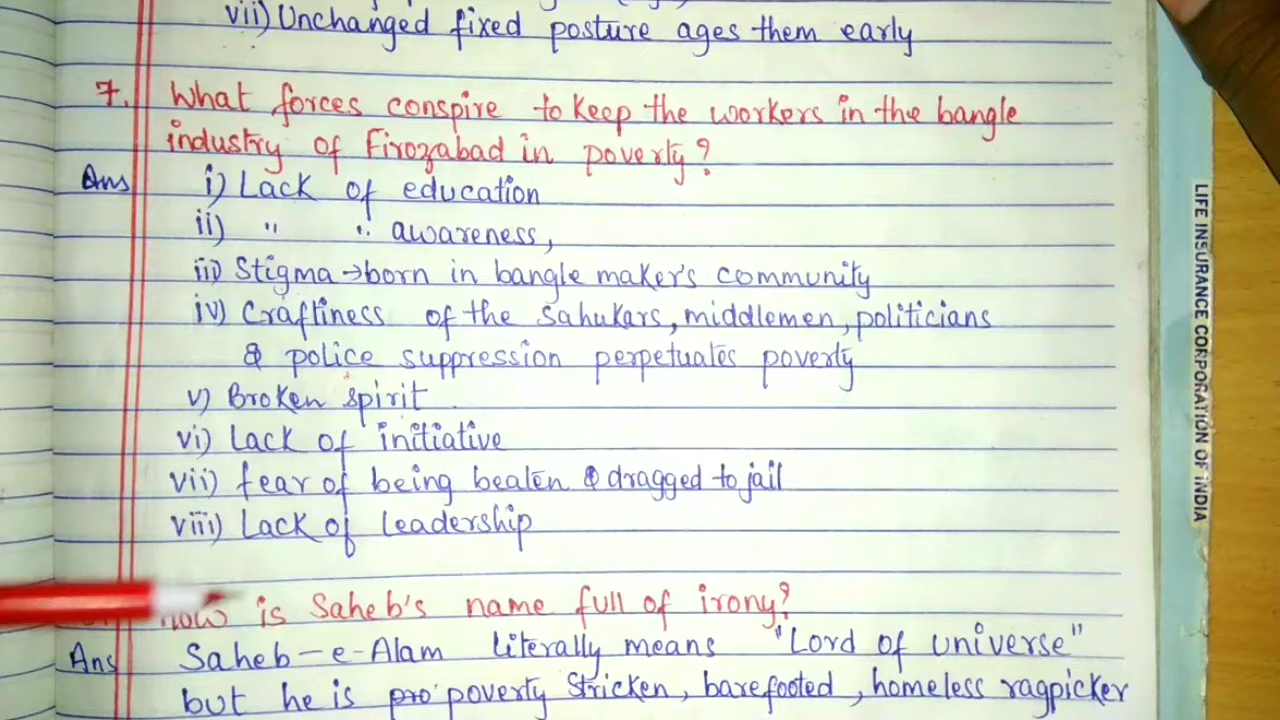 vii) Unchanged fixed posture ages them early
7. What forces conspire to keep the workers in the bangle
industry of Firozabad in poverty?
Ans i) Lack of education
ii) " " awareness,
iii) Stigma →born in bangle maker's community
iv) Craftiness of the Sahukars, middlemen, politicians
& police suppression perpetuates poverty
v) Broken spirit
vi) Lack of initiative
vii) fear of being beaten & dragged to jail
viii) Lack of leadership
How is Saheb's name full of irony?
Ans Saheb-e-Alam literally means "Lord of universe"
but he is pro poverty stricken, barefooted, homeless ragpicker
LIFE INSURANCE CORPORATION OF INDIA